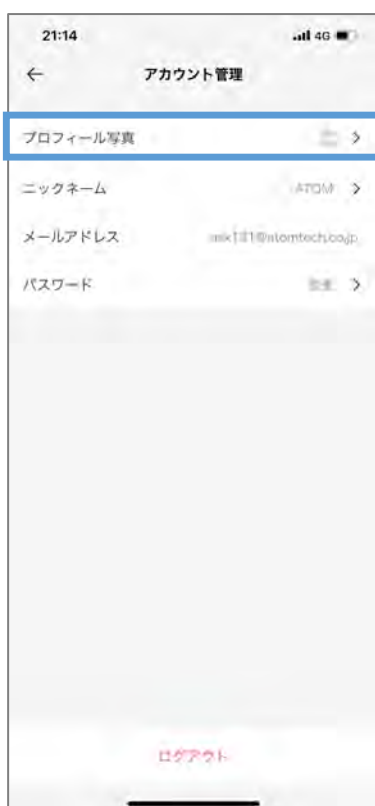 21:14 4G
アカウント管理
プロフィール写真
ニックネーム ATOM
メールアドレス
パスワード
ログアウト